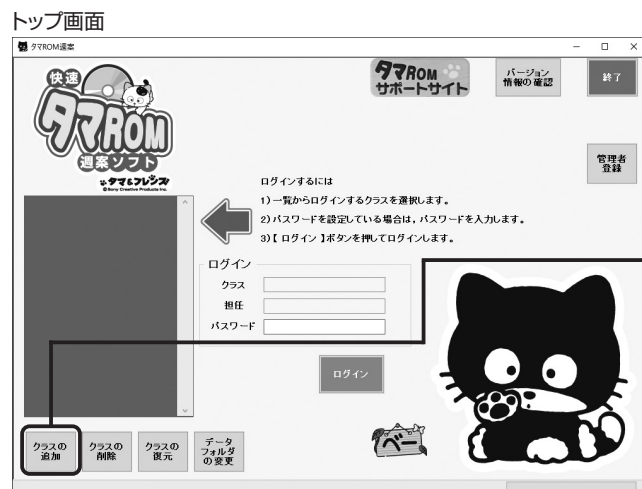 トップ画面
タマROM週案
快速
タマROM
週案ソフト
タマ&フレンズ
©Sony Creative Products Inc.
タマROM
サポートサイト
バージョン
情報の確認
終了
管理者
登録
ログインするには
1)一覧からログインするクラスを選択します。
2)パスワードを設定している場合は,パスワードを入力します。
3)【 ログイン 】ボタンを押してログインします。
ログイン
クラス
担任
パスワード
ログイン
クラスの
追加
クラスの
削除
クラスの
復元
データ
フォルダ
の変更
ベー